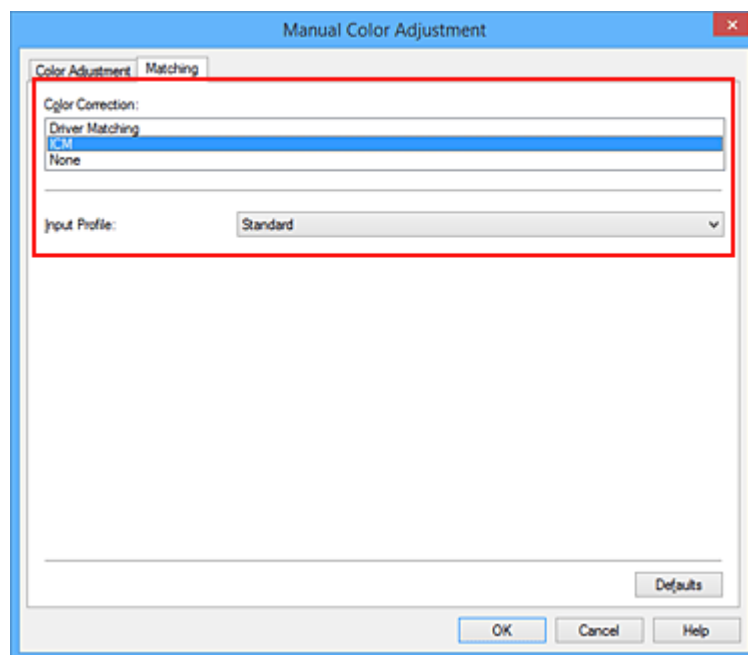 Manual Color Adjustment
Color Adjustment Matching
Color Correction:
Driver Matching
ICM
None
Input Profile: Standard
Defaults
OK Cancel Help